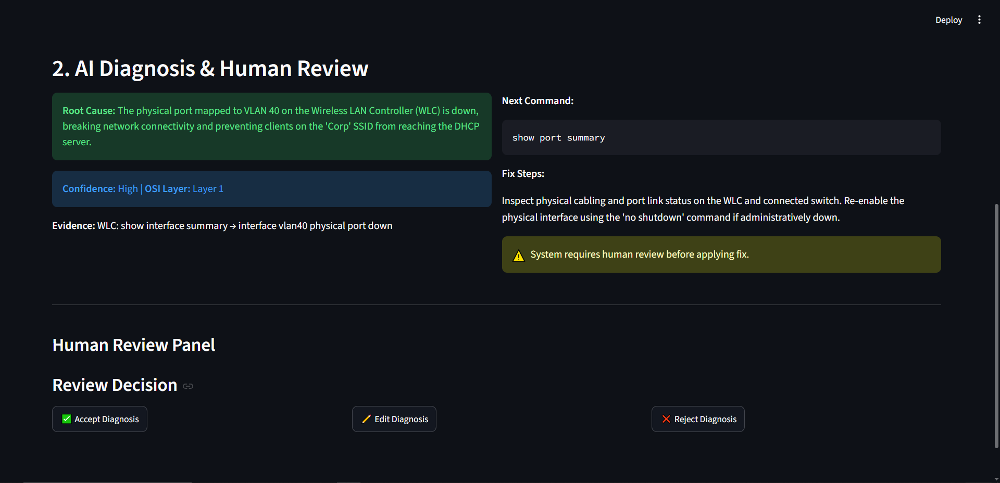 Deploy
2. AI Diagnosis & Human Review
Root Cause: The physical port mapped to VLAN 40 on the Wireless LAN Controller (WLC) is down,
breaking network connectivity and preventing clients on the 'Corp' SSID from reaching the DHCP
server.
Confidence: High | OSI Layer: Layer 1
Evidence: WLC: show interface summary → interface vlan40 physical port down
Next Command:
show port summary
Fix Steps:
Inspect physical cabling and port link status on the WLC and connected switch. Re-enable the
physical interface using the 'no shutdown' command if administratively down.
System requires human review before applying fix.
Human Review Panel
Review Decision
Accept Diagnosis
Edit Diagnosis
Reject Diagnosis